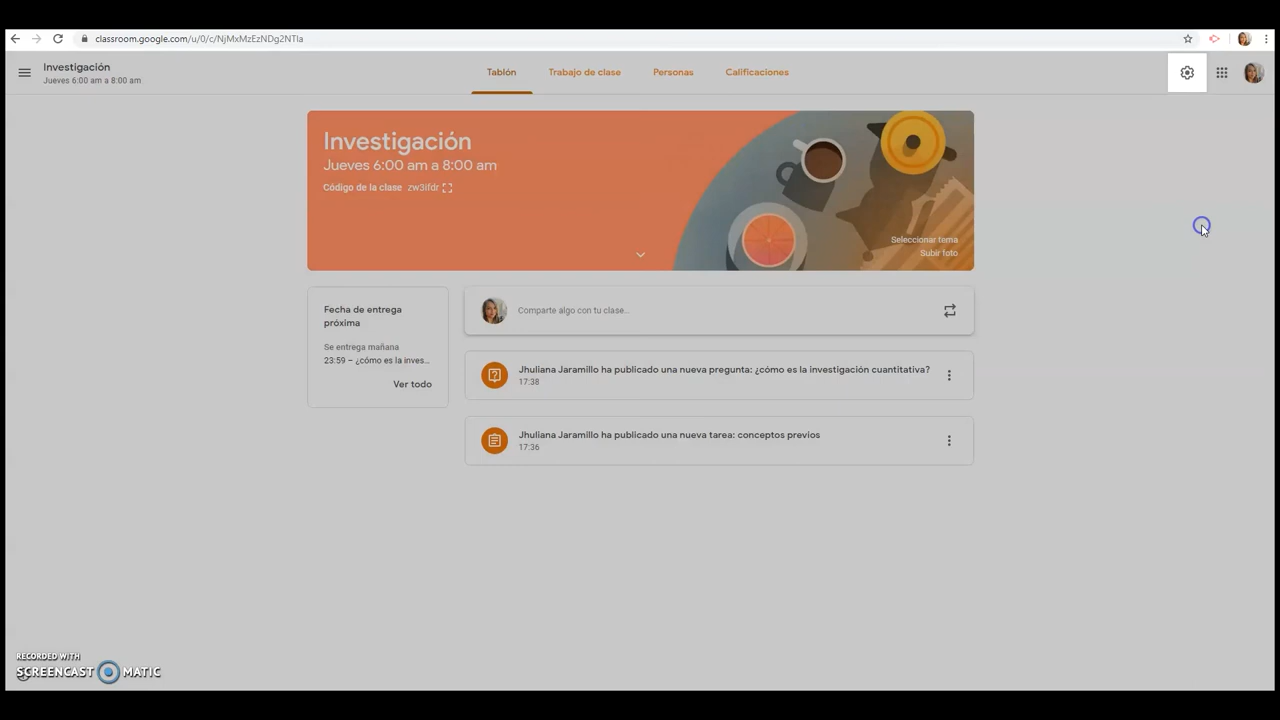 classroom.google.com/u/0/c/NjMxMzEzNDg2NTIa
Investigación
Jueves 6:00 am a 8:00 am
Tablón
Trabajo de clase
Personas
Calificaciones
Investigación
Jueves 6:00 am a 8:00 am
Código de la clase zw3ifdr
Seleccionar tema
Subir foto
Fecha de entrega
próxima
Se entrega mañana
23:59 – ¿cómo es la inves...
Ver todo
Comparte algo con tu clase...
Jhuliana Jaramillo ha publicado una nueva pregunta: ¿cómo es la investigación cuantitativa?
17:38
Jhuliana Jaramillo ha publicado una nueva tarea: conceptos previos
17:36
RECORDED WITH
SCREENCAST MATIC